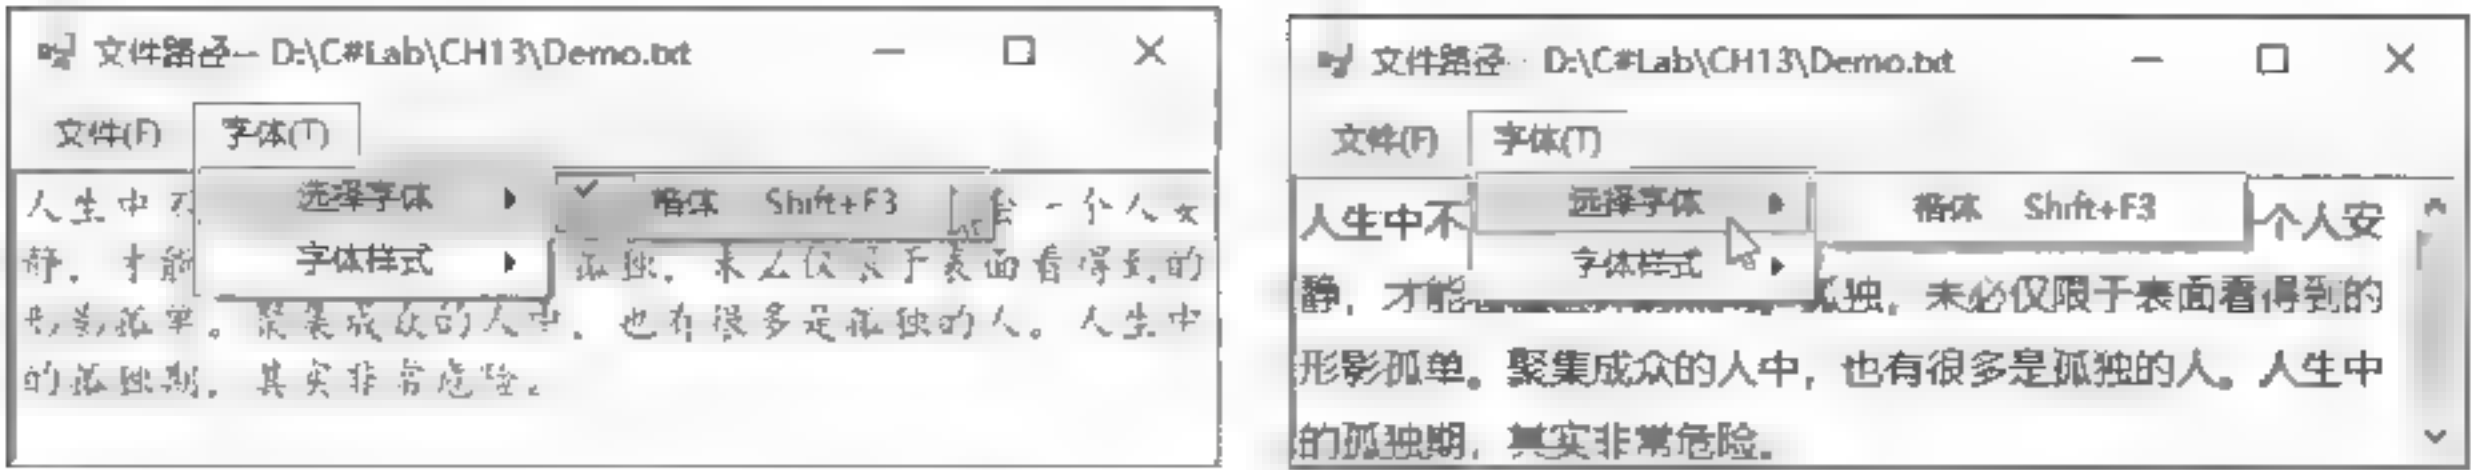 文件路径— D:\C#Lab\CH13\Demo.txt
文件(F) 字体(T)
选择字体
✓ 楷体 Shift+F3
字体样式
人生中不 一个人安
静，才能 孤独，未必仅限于表面看得到的
形影孤单。聚集成众的人中，也有很多是孤独的人。人生中
的孤独期，其实非常危险。
文件路径 D:\C#Lab\CH13\Demo.txt
文件(F) 字体(T)
选择字体
楷体 Shift+F3
字体样式
人生中不 一个人安
静，才能 孤独，未必仅限于表面看得到的
形影孤单。聚集成众的人中，也有很多是孤独的人。人生中
的孤独期，其实非常危险。